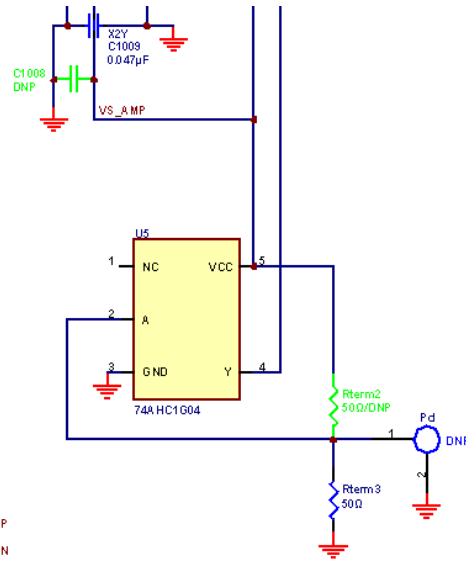 X2Y
C1009
0.047µF
C1008
DNP
VS_AMP
U5
1
NC
VCC
5
2
A
3
GND
Y
4
74AHC1G04
Rterm2
50Ω/DNP
Pd
1
DNP
2
Rterm3
50Ω
P
N